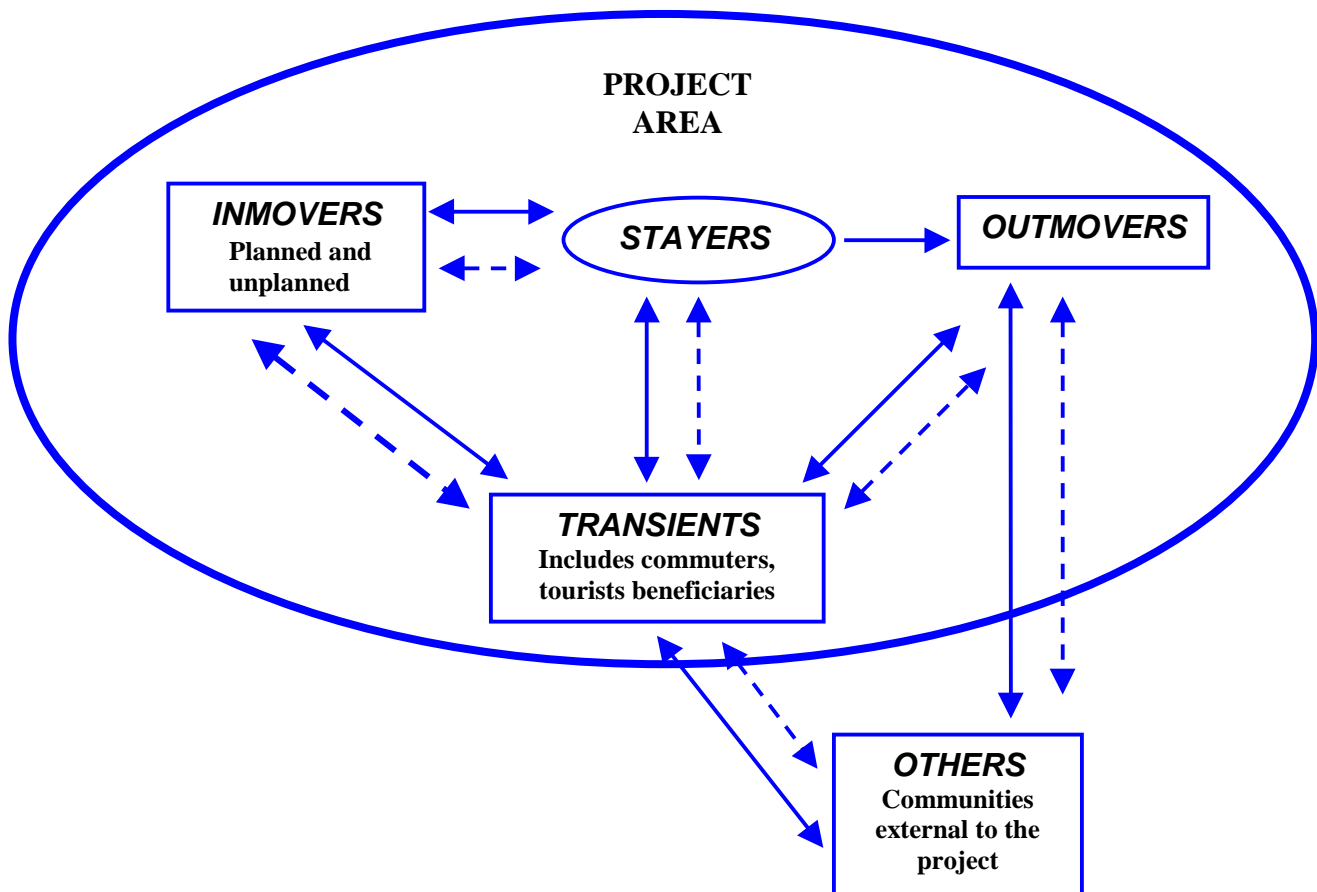 PROJECT
AREA
INMOVERS
Planned and
unplanned
STAYERS
OUTMOVERS
TRANSIENTS
Includes commuters,
tourists beneficiaries
OTHERS
Communities
external to the
project